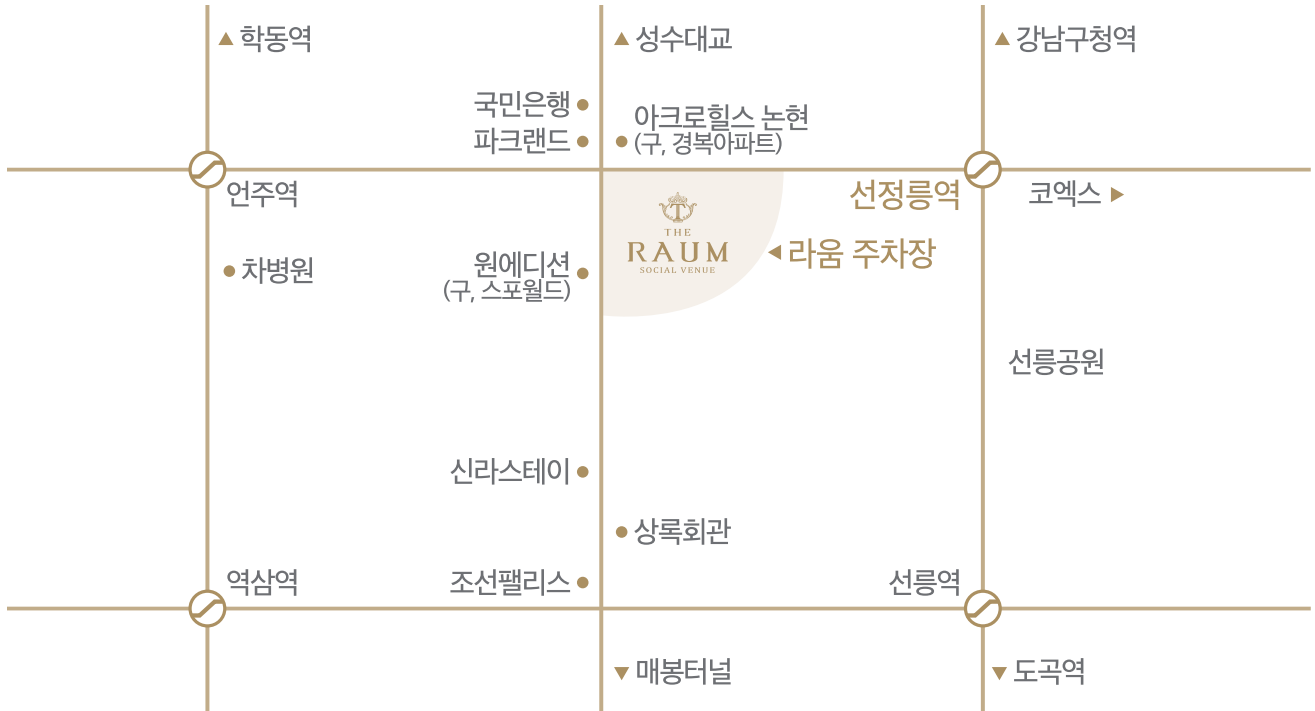 학동역
성수대교
강남구청역
국민은행
파크랜드
아크로힐스 논현
(구, 경복아파트)
언주역
선정릉역
코엑스
THE
RAUM
SOCIAL VENUE
라움 주차장
차병원
원에디션
(구, 스포월드)
선릉공원
신라스테이
상록회관
역삼역
조선팰리스
선릉역
매봉터널
도곡역